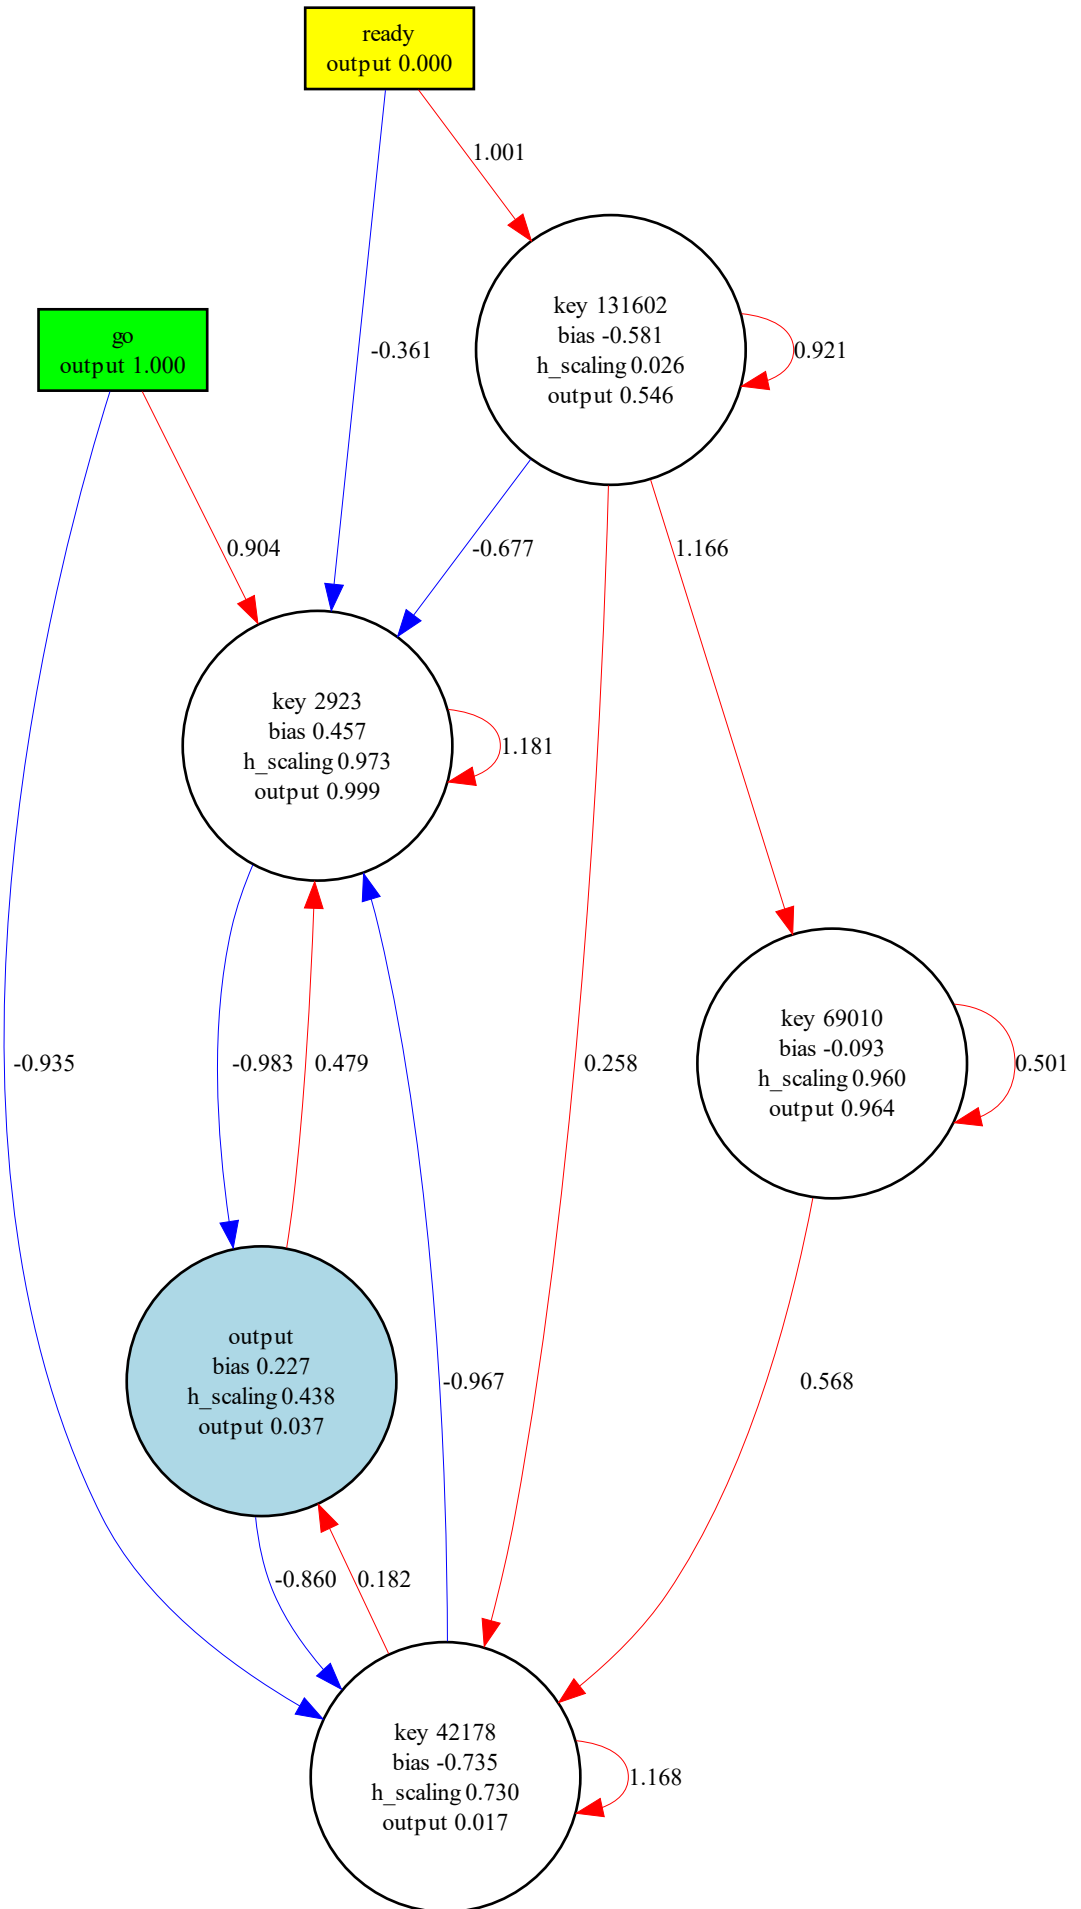 ready
output 0.000
1.001
key 131602
bias -0.581
h_scaling 0.026
output 0.546
0.921
go
output 1.000
-0.361
0.904
-0.677
1.166
key 2923
bias 0.457
h_scaling 0.973
output 0.999
1.181
key 69010
bias -0.093
h_scaling 0.960
output 0.964
0.501
-0.935
-0.983
0.479
0.258
output
bias 0.227
h_scaling 0.438
output 0.037
-0.967
0.568
-0.860
0.182
key 42178
bias -0.735
h_scaling 0.730
output 0.017
1.168